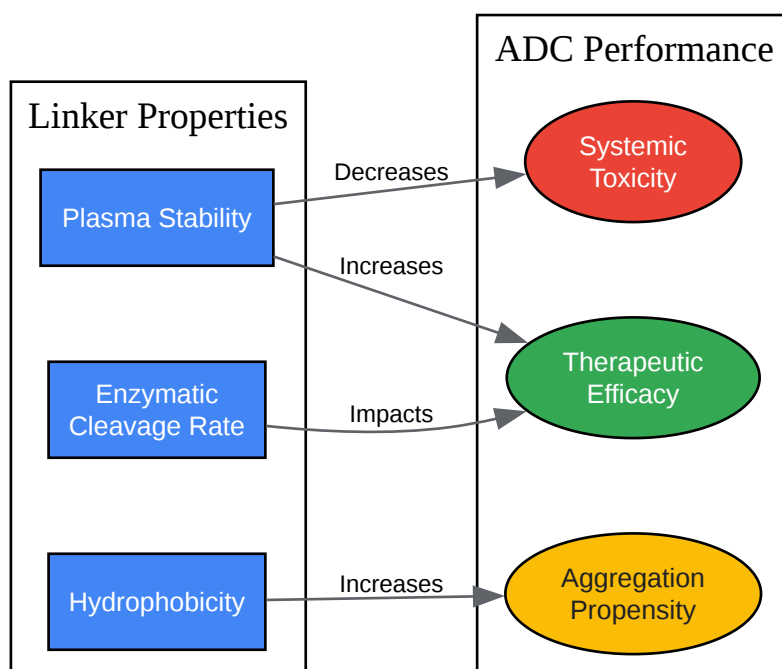 ADC Performance
Linker Properties
Systemic
Toxicity
Decreases
Plasma Stability
Increases
Therapeutic
Efficacy
Enzymatic
Cleavage Rate
Impacts
Aggregation
Propensity
Increases
Hydrophobicity